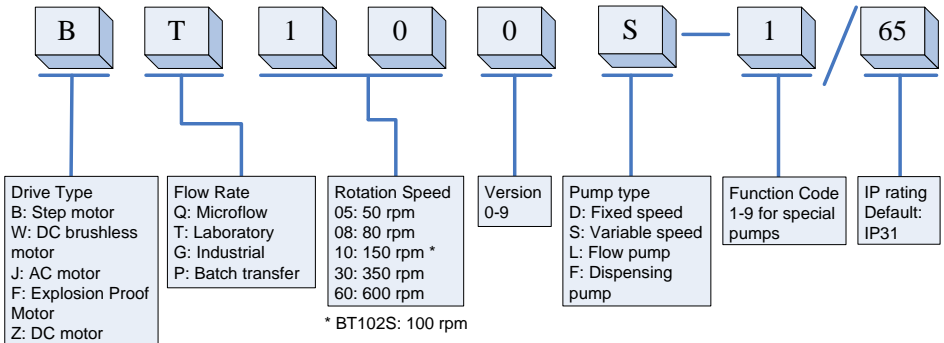 B T 1 0 0 S 1 / 65
Drive Type
B: Step motor
W: DC brushless
motor
J: AC motor
F: Explosion Proof
Motor
Z: DC motor
Flow Rate
Q: Microflow
T: Laboratory
G: Industrial
P: Batch transfer
Rotation Speed
05: 50 rpm
08: 80 rpm
10: 150 rpm *
30: 350 rpm
60: 600 rpm
* BT102S: 100 rpm
Version
0-9
Pump type
D: Fixed speed
S: Variable speed
L: Flow pump
F: Dispensing
pump
Function Code
1-9 for special
pumps
IP rating
Default:
IP31